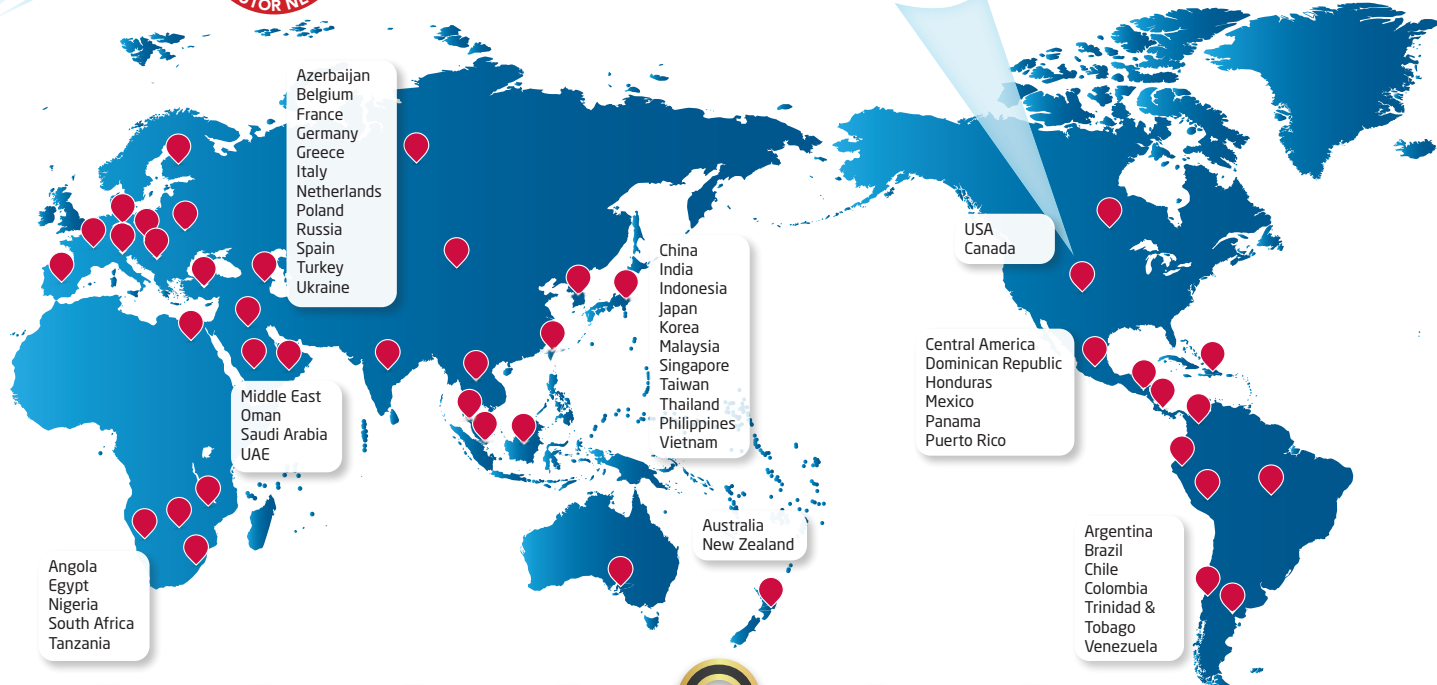 UTOR NE
Azerbaijan
Belgium
France
Germany
Greece
Italy
Netherlands
Poland
Russia
Spain
Turkey
Ukraine
China
India
Indonesia
Japan
Korea
Malaysia
Singapore
Taiwan
Thailand
Philippines
Vietnam
USA
Canada
Central America
Dominican Republic
Honduras
Mexico
Panama
Puerto Rico
Middle East
Oman
Saudi Arabia
UAE
Australia
New Zealand
Argentina
Brazil
Chile
Colombia
Trinidad &
Tobago
Venezuela
Angola
Egypt
Nigeria
South Africa
Tanzania